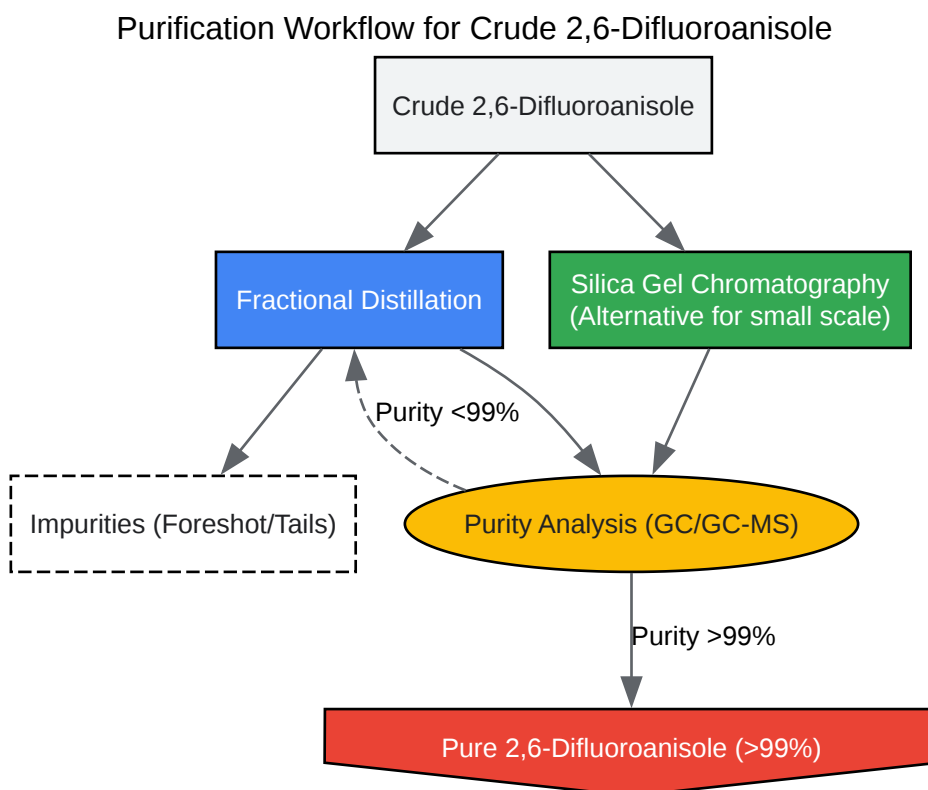 Purification Workflow for Crude 2,6-Difluoroanisole
Crude 2,6-Difluoroanisole
Fractional Distillation
Silica Gel Chromatography
(Alternative for small scale)
Purity <99%
Impurities (Foreshot/Tails)
Purity Analysis (GC/GC-MS)
Purity >99%
Pure 2,6-Difluoroanisole (>99%)